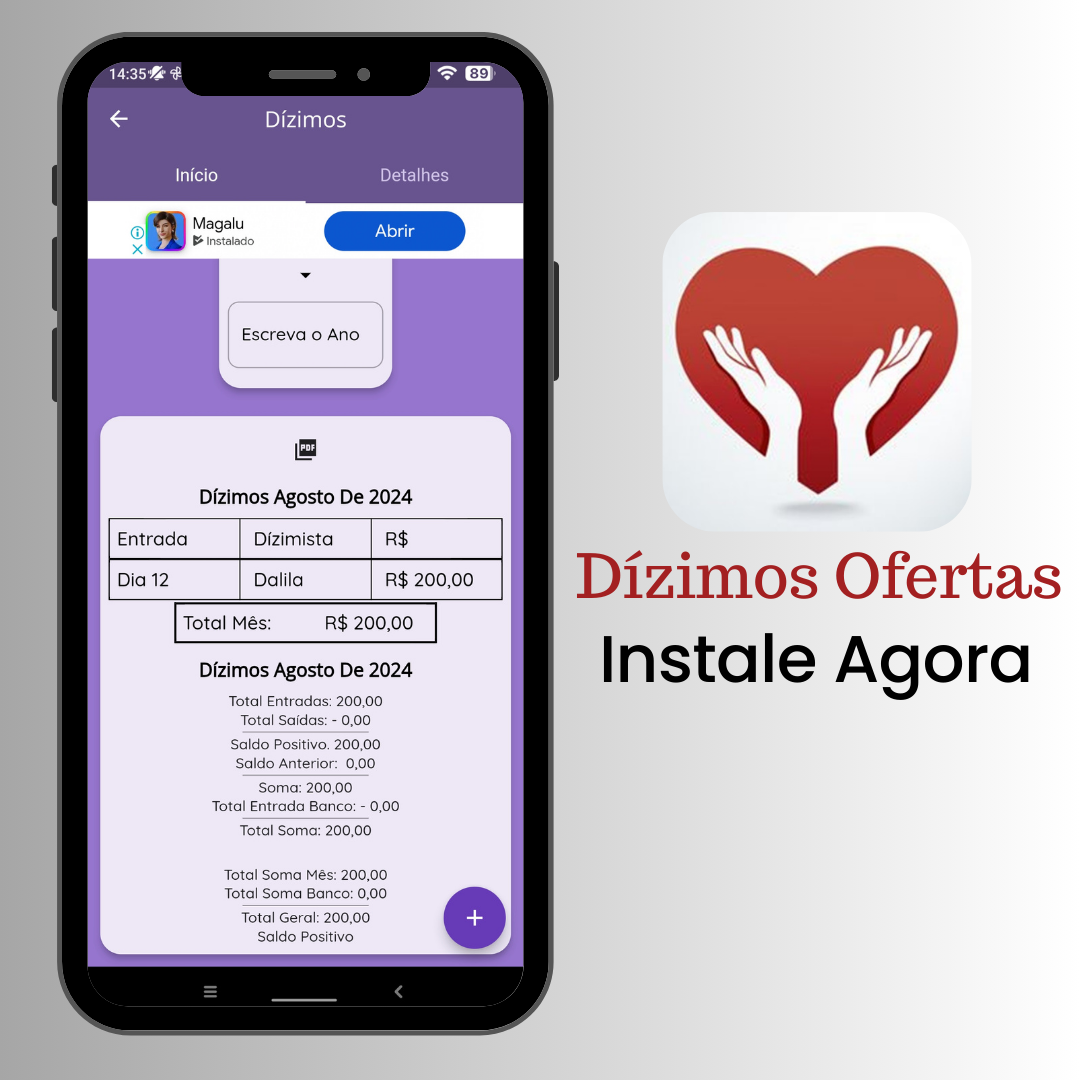 14:35
89
Dízimos
Início
Detalhes
Magalu
Instalado
Abrir
Escreva o Ano
PDF
Dízimos Agosto De 2024
Entrada Dízimista R$
Dia 12 Dalila R$ 200,00
Total Mês: R$ 200,00
Dízimos Agosto De 2024
Total Entradas: 200,00
Total Saídas: - 0,00
Saldo Positivo. 200,00
Saldo Anterior: 0,00
Soma: 200,00
Total Entrada Banco: - 0,00
Total Soma: 200,00
Total Soma Mês: 200,00
Total Soma Banco: 0,00
Total Geral: 200,00
Saldo Positivo
Dízimos Ofertas
Instale Agora